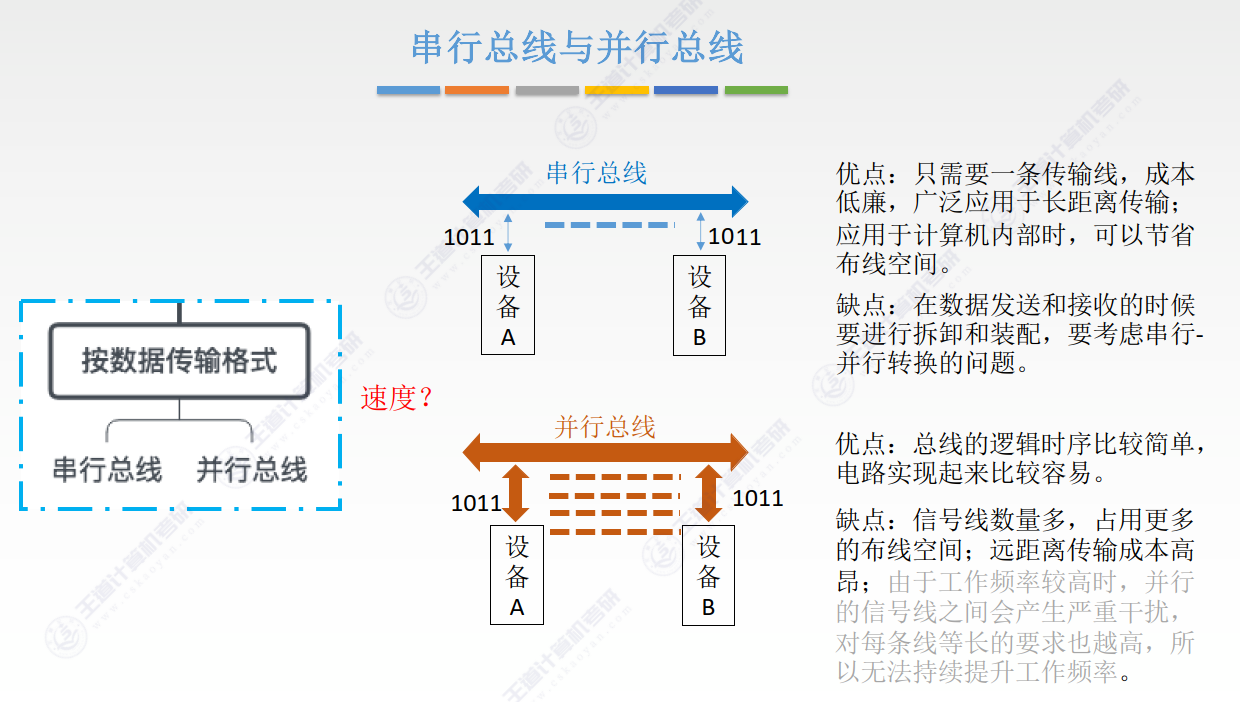 串行总线与并行总线
串行总线
1011
1011
设
备
A
设
备
B
优点：只需要一条传输线，成本
低廉，广泛应用于长距离传输；
应用于计算机内部时，可以节省
布线空间。
缺点：在数据发送和接收的时候
要进行拆卸和装配，要考虑串行-
并行转换的问题。
按数据传输格式
串行总线 并行总线
速度？
并行总线
1011
1011
设
备
A
设
备
B
优点：总线的逻辑时序比较简单，
电路实现起来比较容易。
缺点：信号线数量多，占用更多
的布线空间；远距离传输成本高
昂；由于工作频率较高时，并行
的信号线之间会产生严重干扰，
对每条线等长的要求也越高，所
以无法持续提升工作频率。
王道计算机考研
www.cskaoyan.com